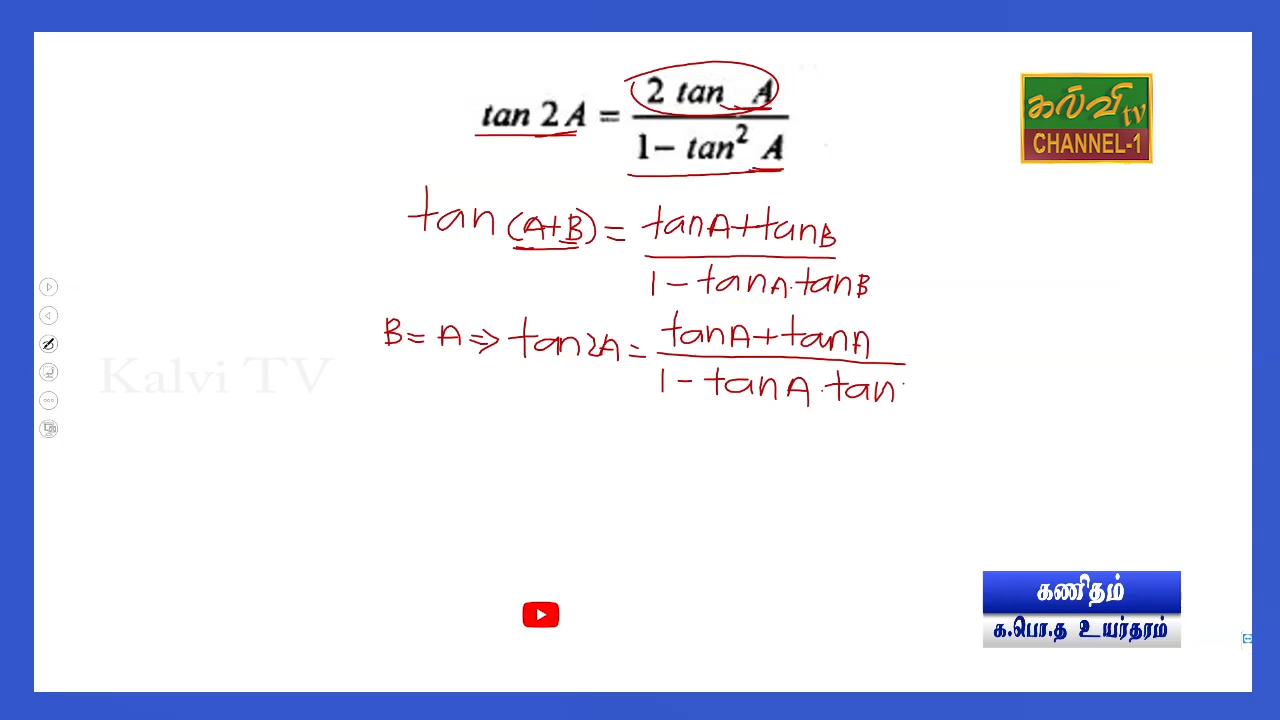 tan 2A = 2 tan A / 1 - tan² A
கல்வி tv
CHANNEL-1
tan (A+B) = tanA + tanB / 1 - tanA . tanB
B = A => tan2A = tanA + tanA / 1 - tanA . tan
Kalvi TV
கணிதம்
க.பொ.த உயர்தரம்